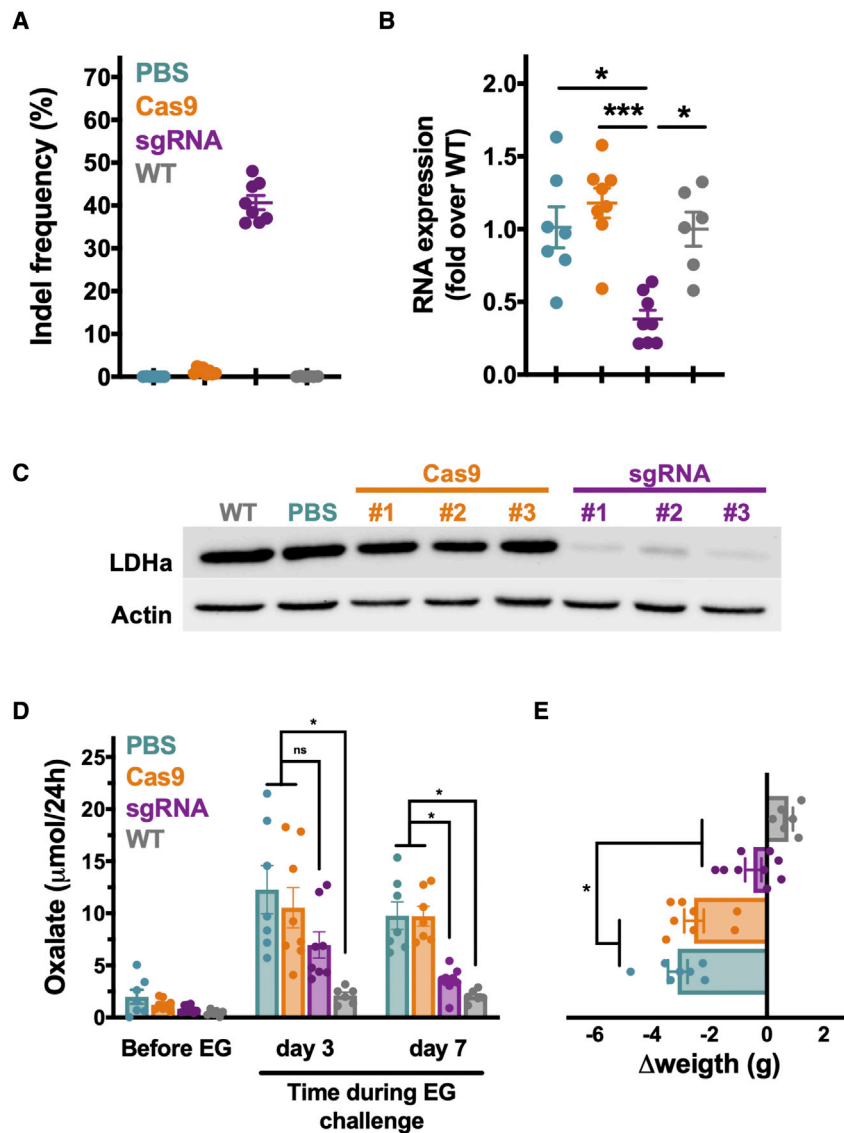 A
Indel frequency (%)
70
60
50
40
30
20
10
0
PBS
Cas9
sgRNA
WT
B
RNA expression
(fold over WT)
2.0
1.5
1.0
0.5
0.0
*
***
*
C
Cas9
sgRNA
WT
PBS
#1
#2
#3
#1
#2
#3
LDHa
Actin
D
Oxalate (µmol/24h)
25
20
15
10
5
0
PBS
Cas9
sgRNA
WT
*
ns
*
*
Before EG
day 3
day 7
Time during EG
challenge
E
*
-6
-4
-2
0
2
Δweigth (g)